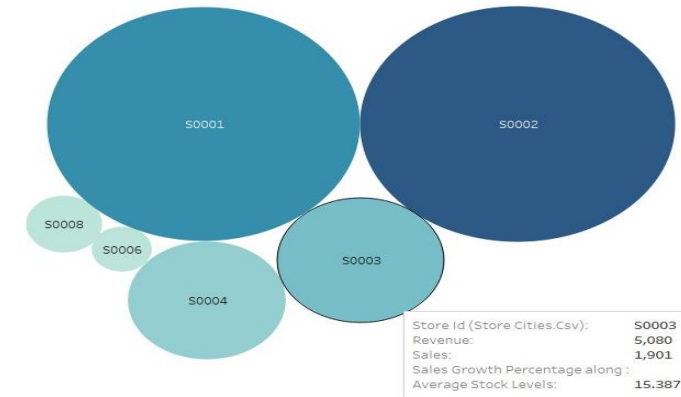 S0001
S0002
S0008
S0006
S0003
S0004
Store Id (Store Cities.Csv): S0003
Revenue: 5,080
Sales: 1,901
Sales Growth Percentage along :
Average Stock Levels: 15.387